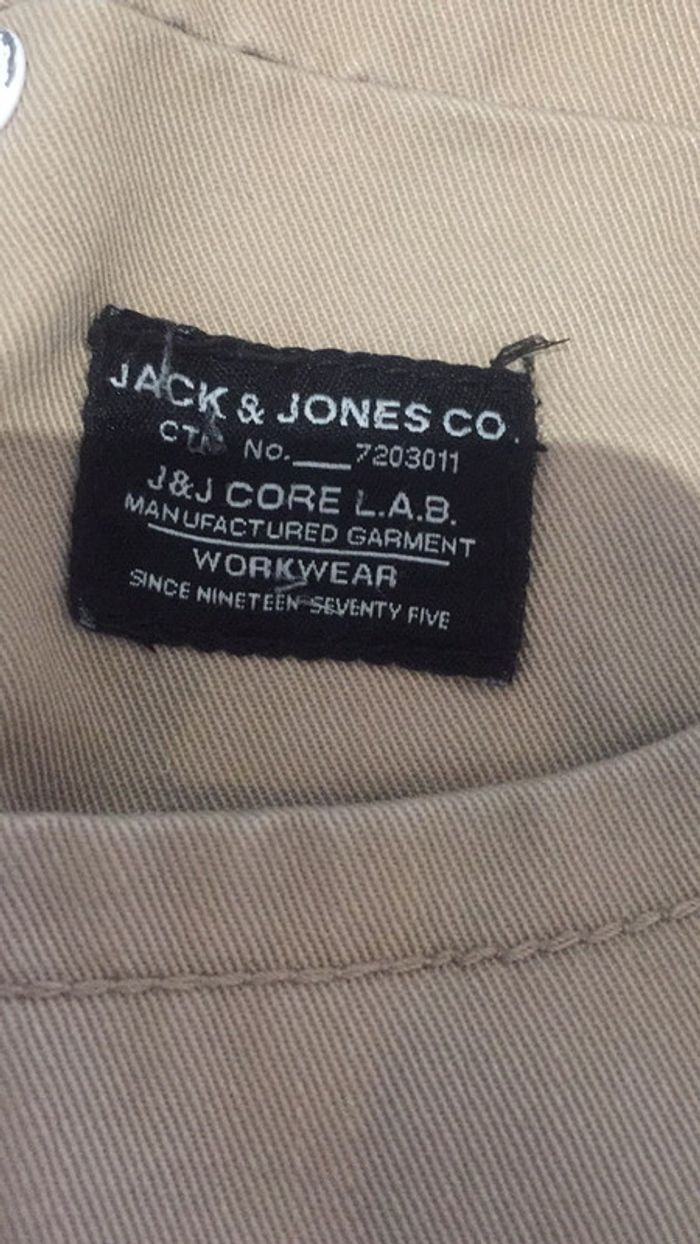 JACK & JONES CO.
No.___7203011
J&J CORE L.A.B.
MANUFACTURED GARMENT
WORKWEAR
SINCE NINETEEN SEVENTY FIVE